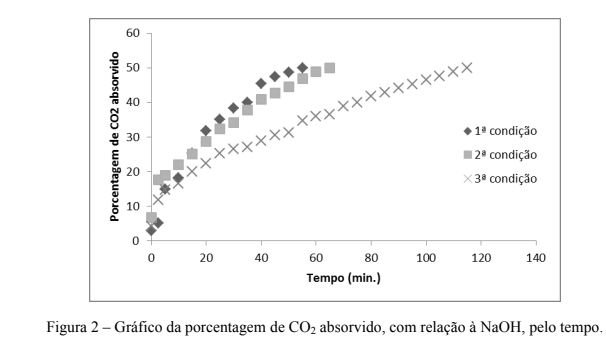 60
50
40
30
20
10
0
Porcentagem de CO2 absorvido
0 20 40 60 80 100 120 140
Tempo (min.)
1ª condição
2ª condição
3ª condição
Figura 2 – Gráfico da porcentagem de CO₂ absorvido, com relação à NaOH, pelo tempo.